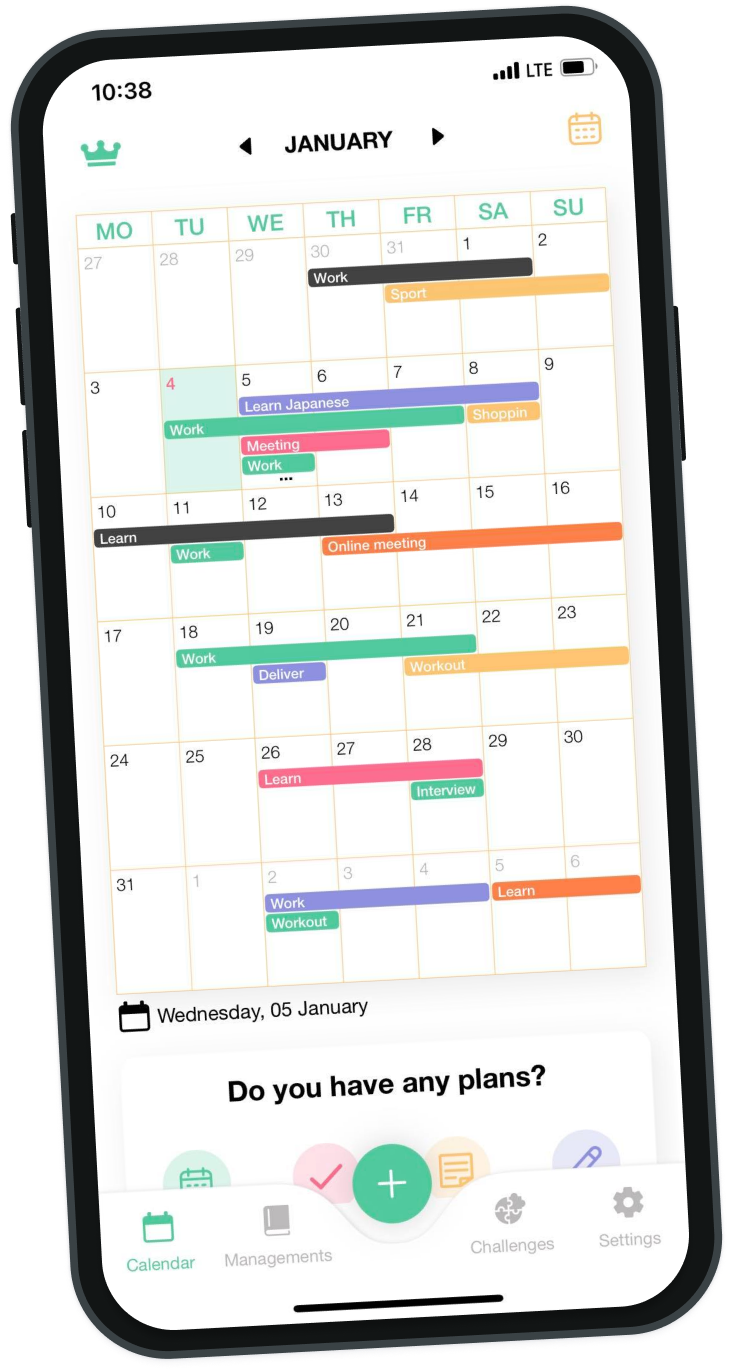 10:38 LTE
JANUARY
MO TU WE TH FR SA SU
27 28 29 30 31 1 2
Work
Sport
3 4 5 6 7 8 9
Learn Japanese
Work Shoppin
Meeting
Work
...
10 11 12 13 14 15 16
Learn
Work Online meeting
17 18 19 20 21 22 23
Work
Deliver Workout
24 25 26 27 28 29 30
Learn
Interview
31 1 2 3 4 5 6
Work Learn
Workout
Wednesday, 05 January
Do you have any plans?
Calendar Managements Challenges Settings